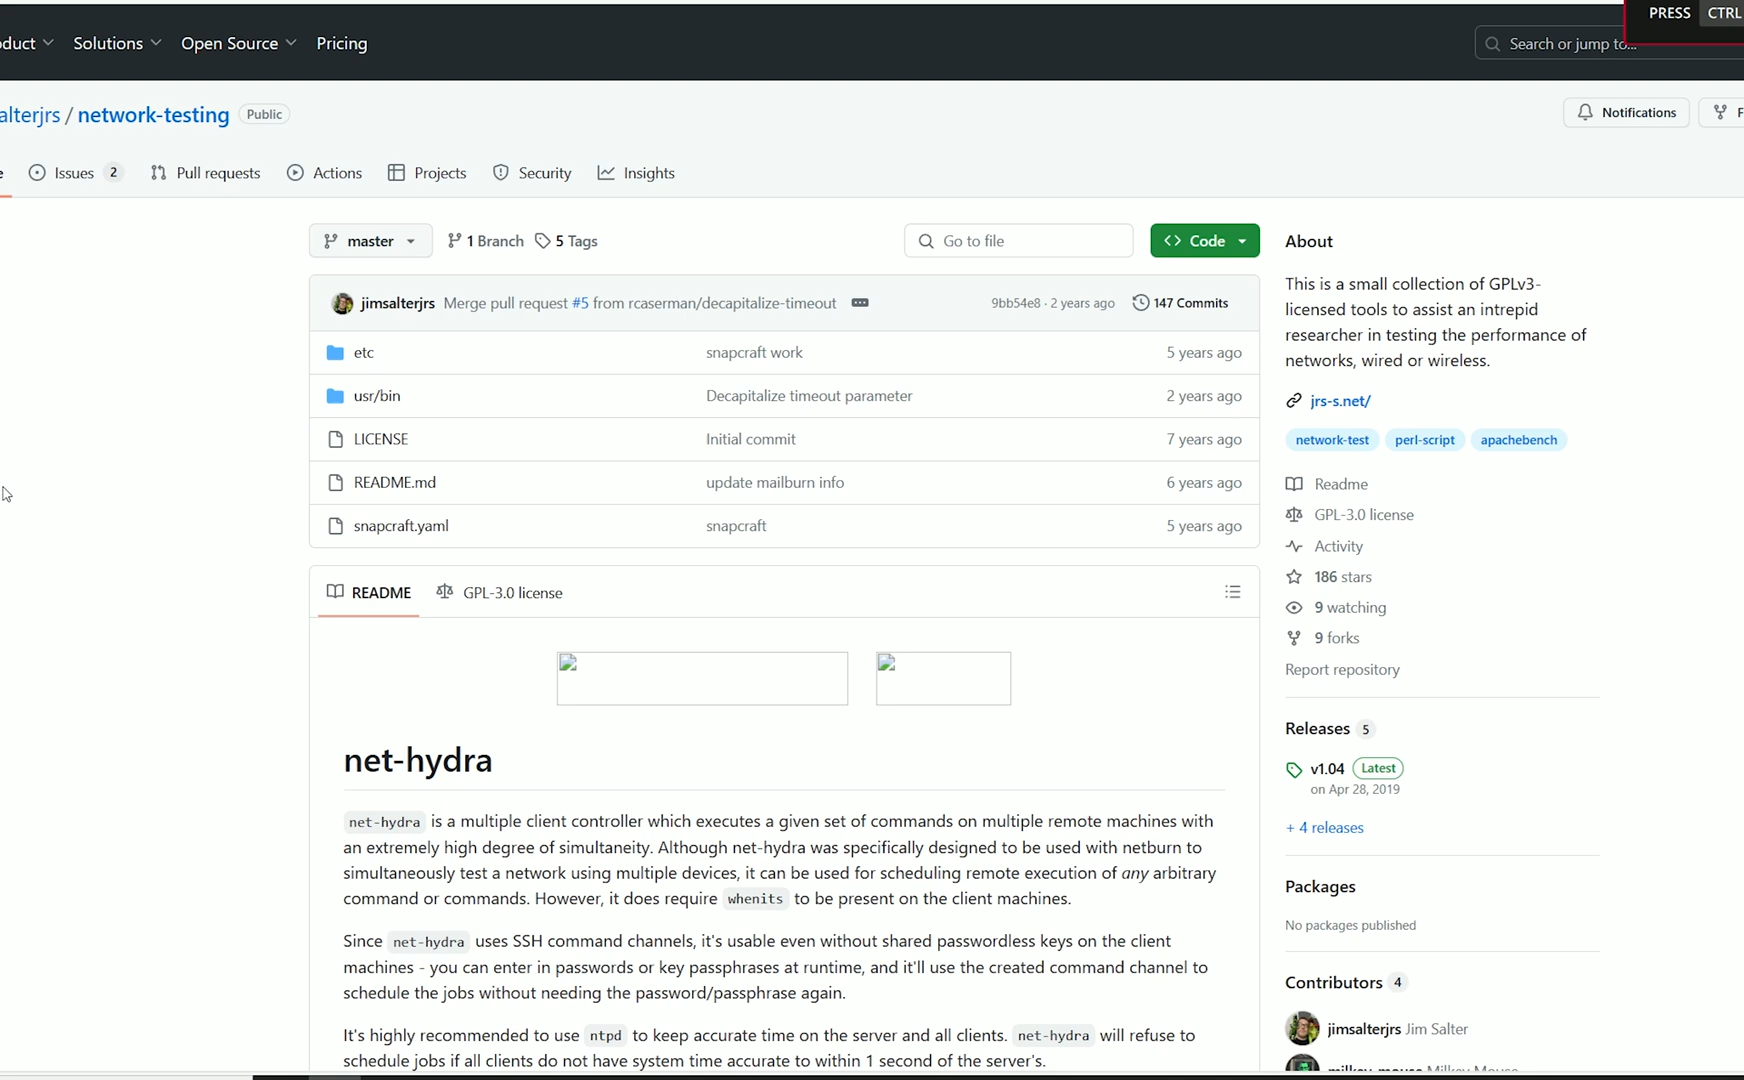 PRESS CTRL
duct Solutions Open Source Pricing
Search or jump to...
alterjrs / network-testing Public
Notifications F
e Issues 2 Pull requests Actions Projects Security Insights
master 1 Branch 5 Tags Go to file Code
jimsalterjrs Merge pull request #5 from rcaserman/decapitalize-timeout 9bb54e8 · 2 years ago 147 Commits
etc snapcraft work 5 years ago
usr/bin Decapitalize timeout parameter 2 years ago
LICENSE Initial commit 7 years ago
README.md update mailburn info 6 years ago
snapcraft.yaml snapcraft 5 years ago
README GPL-3.0 license
net-hydra
net-hydra is a multiple client controller which executes a given set of commands on multiple remote machines with
an extremely high degree of simultaneity. Although net-hydra was specifically designed to be used with netburn to
simultaneously test a network using multiple devices, it can be used for scheduling remote execution of any arbitrary
command or commands. However, it does require whenits to be present on the client machines.
Since net-hydra uses SSH command channels, it's usable even without shared passwordless keys on the client
machines - you can enter in passwords or key passphrases at runtime, and it'll use the created command channel to
schedule the jobs without needing the password/passphrase again.
It's highly recommended to use ntpd to keep accurate time on the server and all clients. net-hydra will refuse to
schedule jobs if all clients do not have system time accurate to within 1 second of the server's.
About
This is a small collection of GPLv3-
licensed tools to assist an intrepid
researcher in testing the performance of
networks, wired or wireless.
jrs-s.net/
network-test perl-script apachebench
Readme
GPL-3.0 license
Activity
186 stars
9 watching
9 forks
Report repository
Releases 5
v1.04 Latest
on Apr 28, 2019
+ 4 releases
Packages
No packages published
Contributors 4
jimsalterjrs Jim Salter